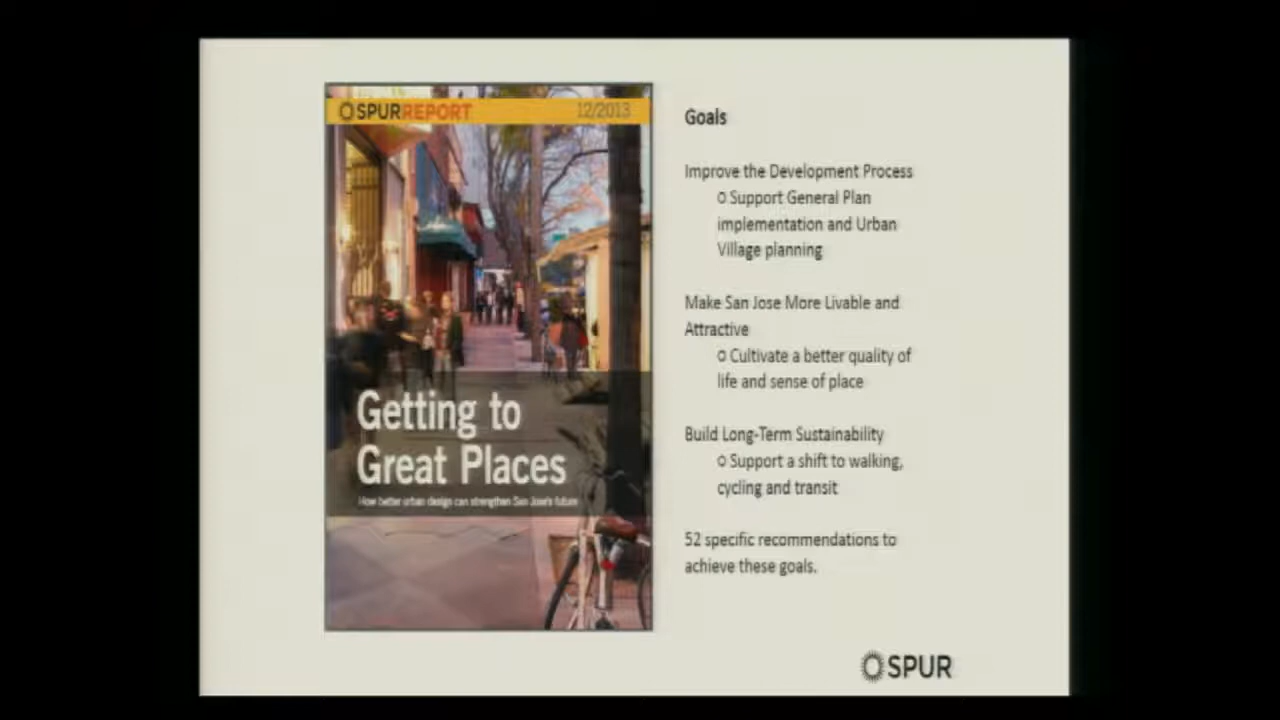 SPURREPORT 12/2013
Getting to
Great Places
How better urban design can strengthen San Jose's future
Goals
Improve the Development Process
o Support General Plan
implementation and Urban
Village planning
Make San Jose More Livable and
Attractive
o Cultivate a better quality of
life and sense of place
Build Long-Term Sustainability
o Support a shift to walking,
cycling and transit
52 specific recommendations to
achieve these goals.
SPUR